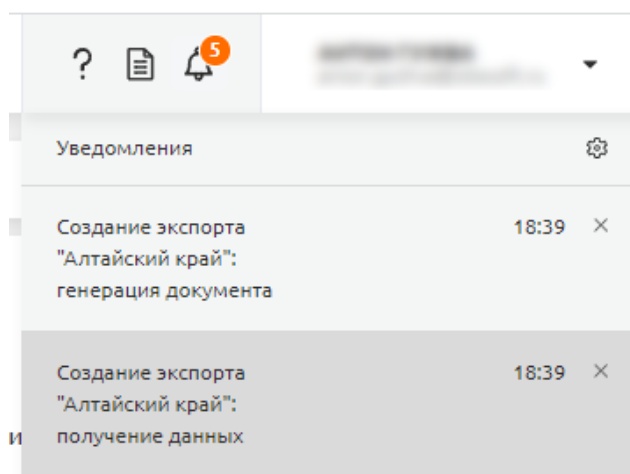 ?
5
Уведомления
Создание экспорта 18:39
"Алтайский край":
генерация документа
Создание экспорта 18:39
"Алтайский край":
и получение данных